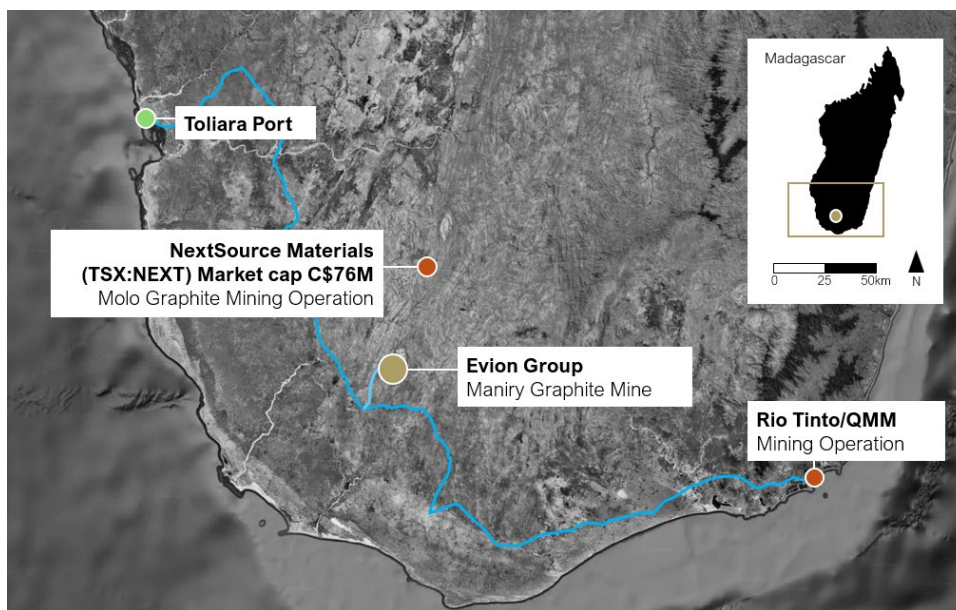 Toliara Port
NextSource Materials
(TSX:NEXT) Market cap C$76M
Molo Graphite Mining Operation
Evion Group
Maniry Graphite Mine
Rio Tinto/QMM
Mining Operation
Madagascar
0 25 50km
N